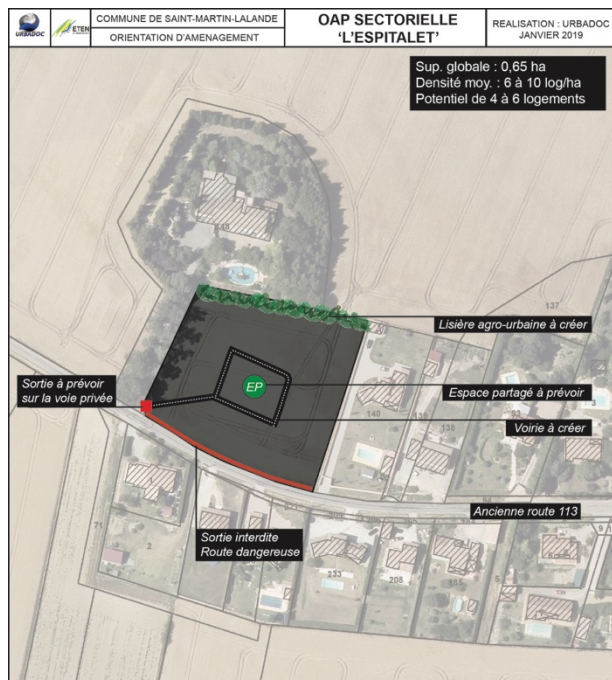 URBADOC
ETEN
COMMUNE DE SAINT-MARTIN-LALANDE
ORIENTATION D'AMENAGEMENT
OAP SECTORIELLE
'L'ESPITALET'
REALISATION : URBADOC
JANVIER 2019
Sup. globale : 0,65 ha
Densité moy. : 6 à 10 log/ha
Potentiel de 4 à 6 logements
137
Lisière agro-urbaine à créer
Sortie à prévoir
sur la voie privée
EP
Espace partagé à prévoir
140
138
Voirie à créer
Ancienne route 113
Sortie interdite
Route dangereuse
71
2
233
208
5